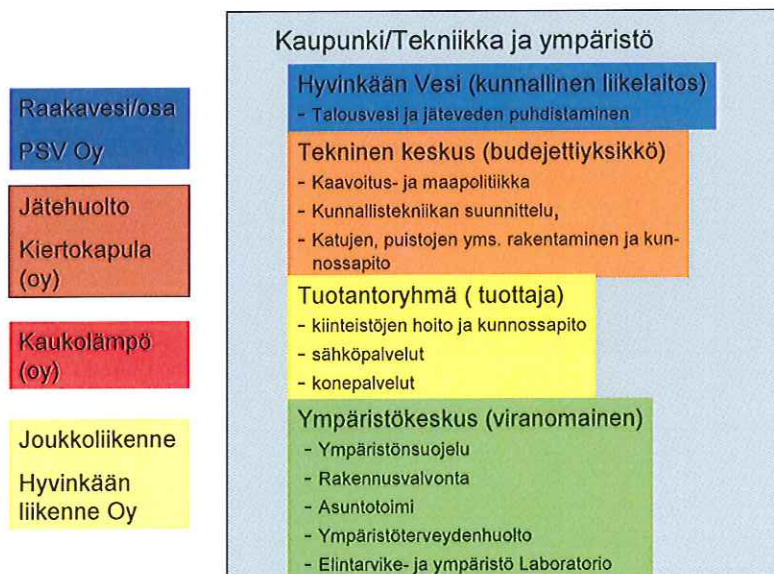 Kaupunki/Tekniikka ja ympäristö
Raakavesi/osa
PSV Oy
Jätehuolto
Kiertokapula
(oy)
Kaukolämpö
(oy)
Joukkoliikenne
Hyvinkään
liikenne Oy
Hyvinkään Vesi (kunnallinen liikelaitos)
- Talousvesi ja jäteveden puhdistaminen
Tekninen keskus (budejettiyksikkö)
- Kaavoitus- ja maapolitiikka
- Kunnallistekniikan suunnittelu,
- Katujen, puistojen yms. rakentaminen ja kun-
nossapito
Tuotantoryhmä ( tuottaja)
- kiinteistöjen hoito ja kunnossapito
- sähköpalvelut
- konepalvelut
Ympäristökeskus (viranomainen)
- Ympäristönsuojelu
- Rakennusvalvonta
- Asuntotoimi
- Ympäristöterveydenhuolto
- Elintarvike- ja ympäristö Laboratorio